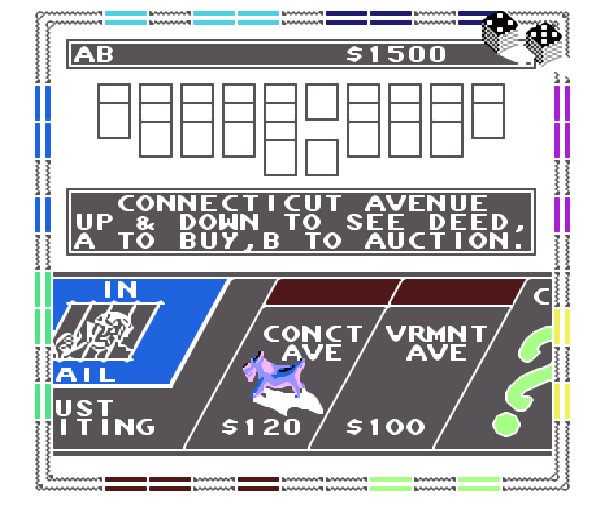 AB $1500
CONNECTICUT AVENUE
UP & DOWN TO SEE DEED,
A TO BUY,B TO AUCTION.
IN
AIL
UST
ITING
CONCT
AVE
$120
VRMNT
AVE
$100
C